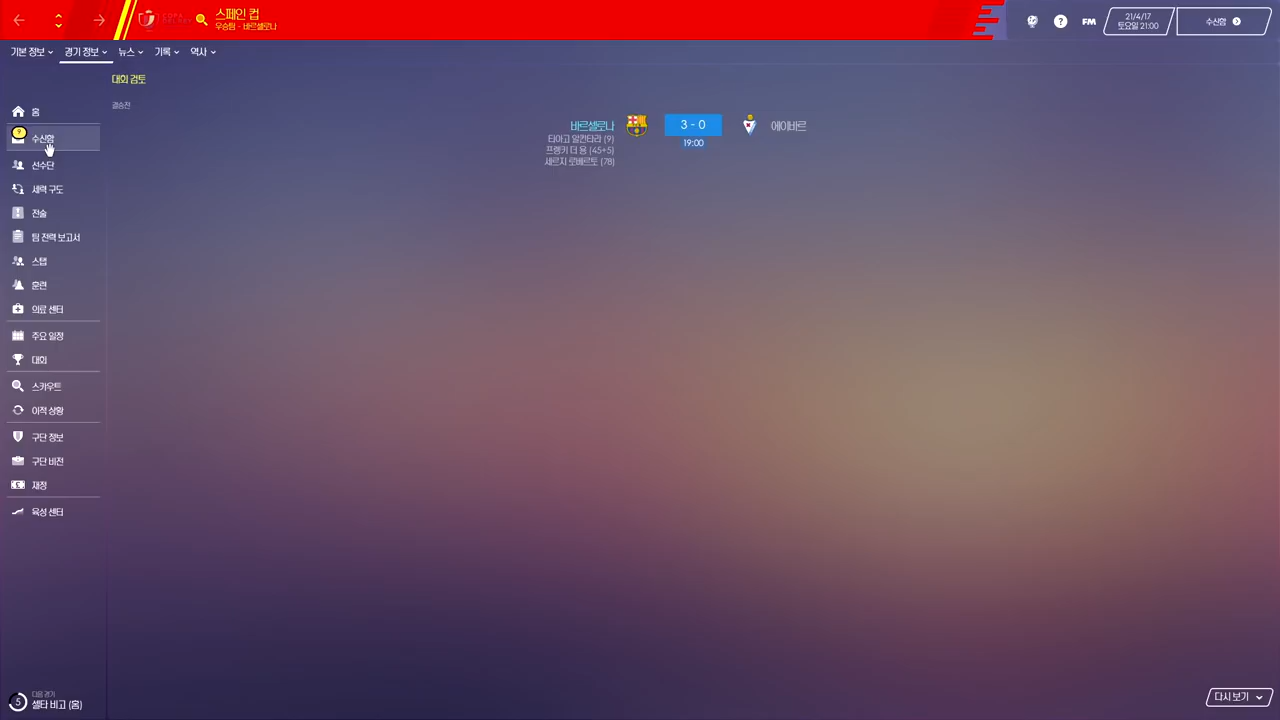 스페인 컵
우승팀 - 바르셀로나
FM
21/4/17
토요일 21:00
수신함
기본 정보
경기 정보
뉴스
기록
역사
대회 검토
결승전
바르셀로나
3 - 0
에이바르
19:00
티아고 알칸타라 (9)
프렝키 더 용 (45+5)
세르지 로베르토 (78)
홈
수신함
선수단
세력 구도
전술
팀 전력 보고서
스탭
훈련
의료 센터
주요 일정
대회
스카우트
이적 상황
구단 정보
구단 비전
재정
육성 센터
5
다음 경기
셀타 비고 (홈)
다시 보기